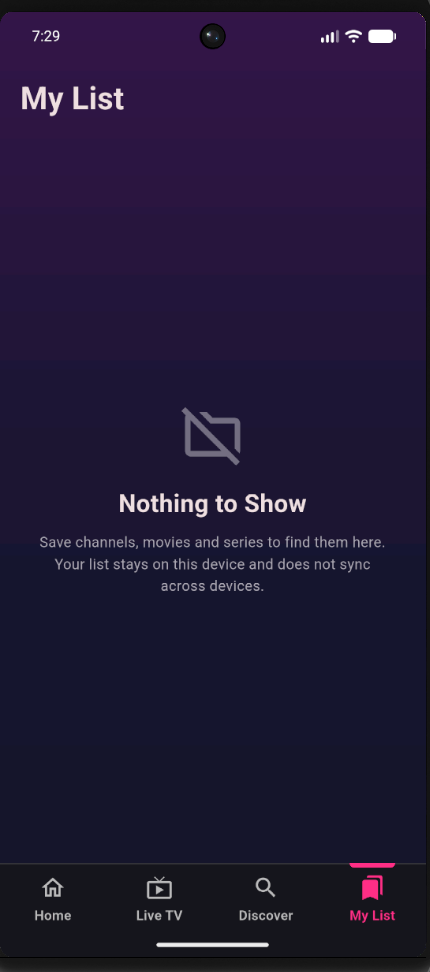 7:29
My List
Nothing to Show
Save channels, movies and series to find them here.
Your list stays on this device and does not sync
across devices.
Home
Live TV
Discover
My List